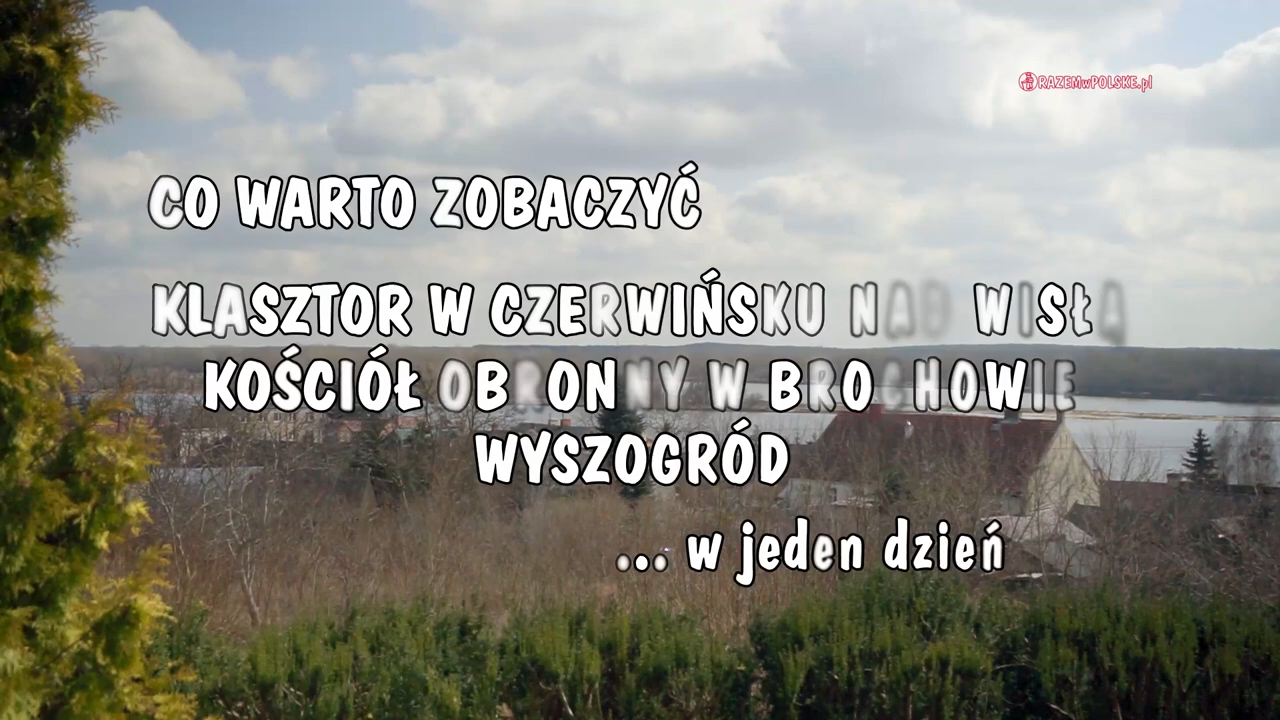 RAZEMwPOLSKE.pl
CO WARTO ZOBACZYĆ
KLASZTOR W CZERWIŃSKU NAD WISŁĄ
KOŚCIÓŁ OBRONNY W BROCHOWIE
WYSZOGRÓD
... w jeden dzień